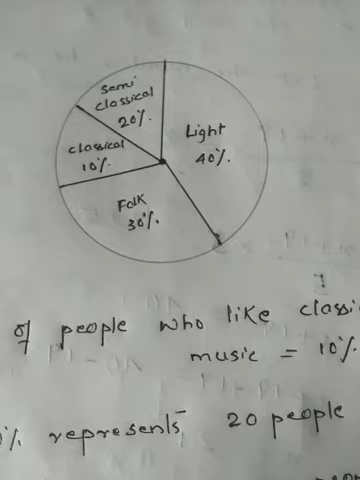 semi
classical
20%.
Light
40%.
classical
10%.
Folk
30%.
of people who like
music = 10%.
represents 20 people